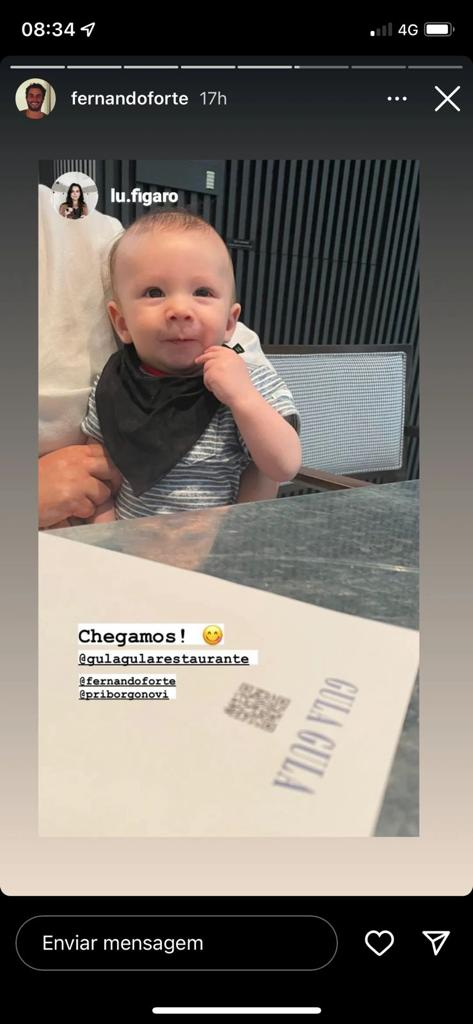 08:34
4G
fernandoforte 17h
lu.figaro
Chegamos! 😋
@gulagularestaurante
@fernandoforte
@priborgonovi
GULA GULA
Enviar mensagem